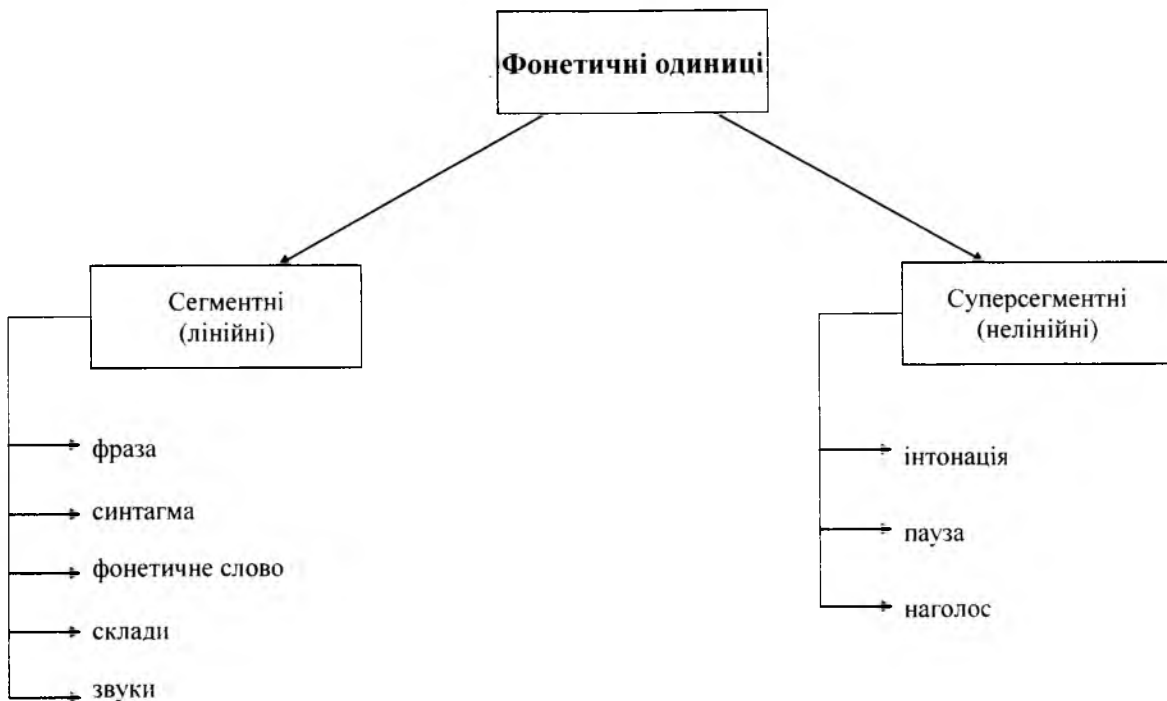 Фонетичні одиниці
Сегментні
(лінійні)
фраза
синтагма
фонетичне слово
склади
звуки
Суперсегментні
(нелінійні)
інтонація
пауза
наголос